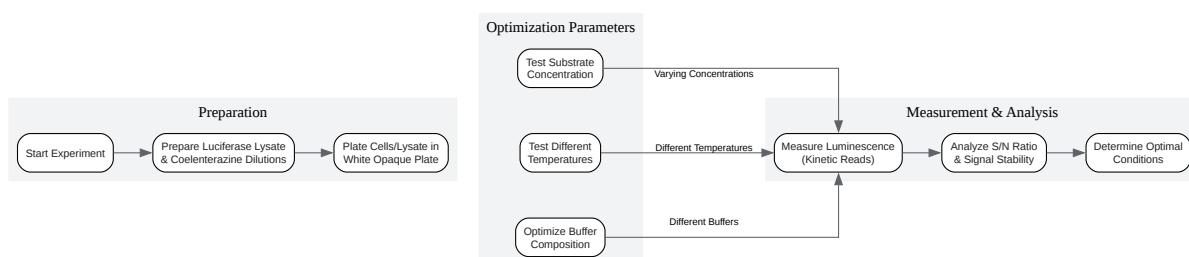 Preparation
Start Experiment
Prepare Luciferase Lysate
& Coelenterazine Dilutions
Plate Cells/Lysate in
White Opaque Plate
Optimization Parameters
Test Substrate
Concentration
Varying Concentrations
Test Different
Temperatures
Different Temperatures
Optimize Buffer
Composition
Different Buffers
Measurement & Analysis
Measure Luminescence
(Kinetic Reads)
Analyze S/N Ratio
& Signal Stability
Determine Optimal
Conditions